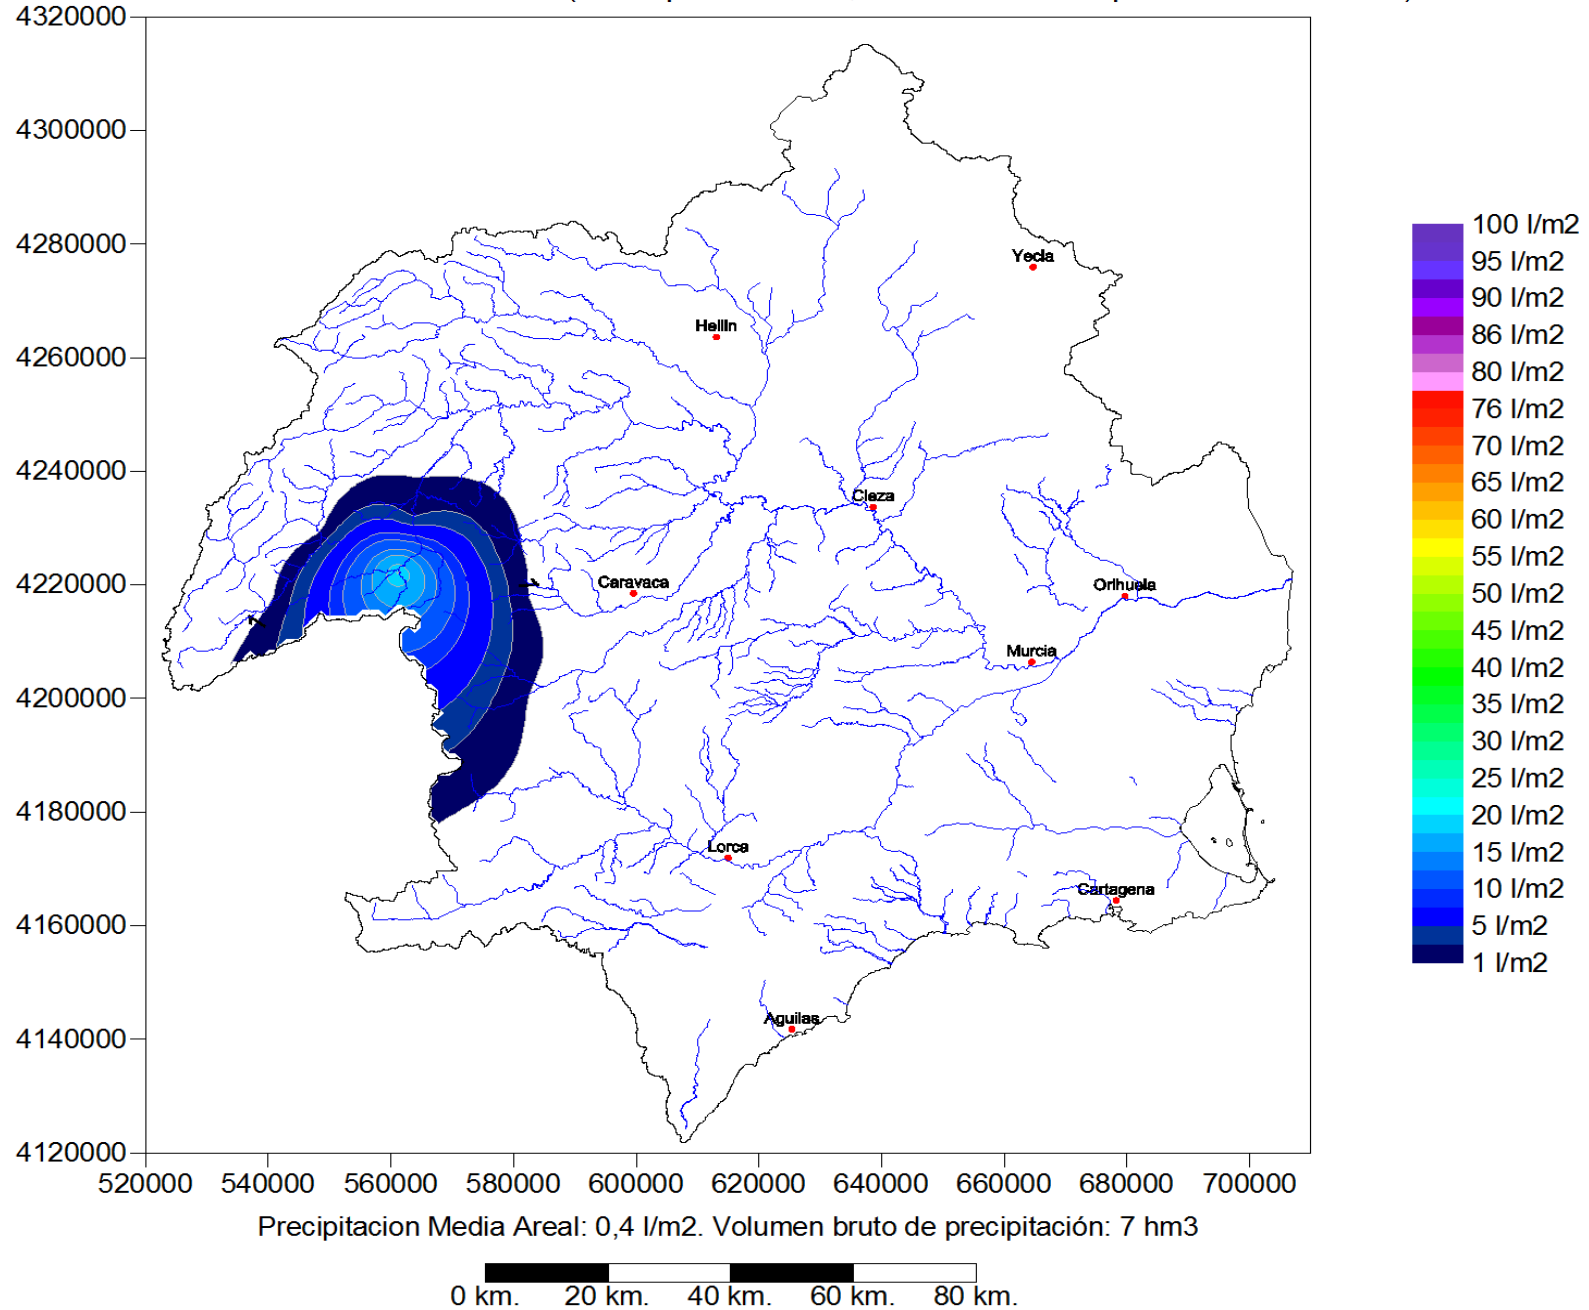 4320000
4300000
4280000
4260000
4240000
4220000
4200000
4180000
4160000
4140000
4120000
520000 540000 560000 580000 600000 620000 640000 660000 680000 700000
Yecla
Hellin
Cieza
Caravaca
Orihuela
Murcia
Lorca
Cartagena
Aguilas
1
1
100 l/m2
95 l/m2
90 l/m2
86 l/m2
80 l/m2
76 l/m2
70 l/m2
65 l/m2
60 l/m2
55 l/m2
50 l/m2
45 l/m2
40 l/m2
35 l/m2
30 l/m2
25 l/m2
20 l/m2
15 l/m2
10 l/m2
5 l/m2
1 l/m2
Precipitacion Media Areal: 0,4 l/m2. Volumen bruto de precipitación: 7 hm3
0 km. 20 km. 40 km. 60 km. 80 km.